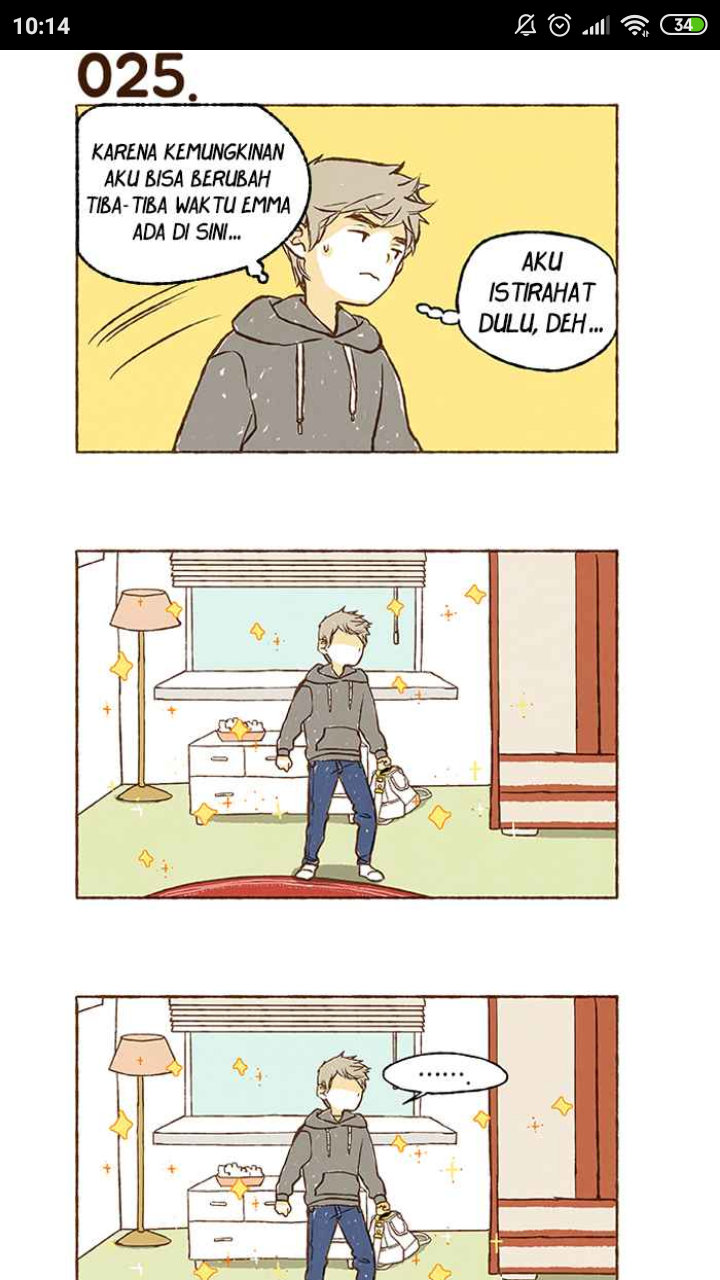 10:14
34
025.
KARENA KEMUNGKINAN
AKU BISA BERUBAH
TIBA-TIBA WAKTU EMMA
ADA DI SINI...
AKU
ISTIRAHAT
DULU, DEH...
......